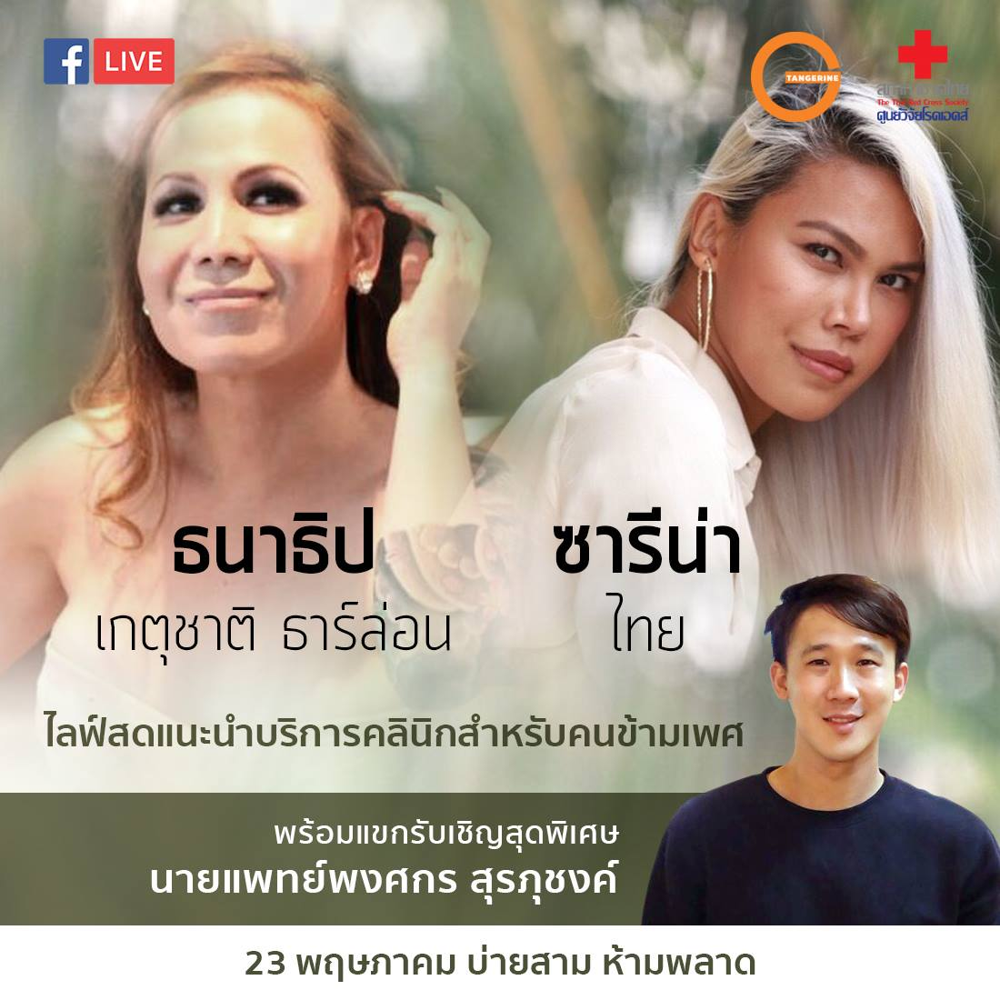 f LIVE
TANGERINE
สภากาชาดไทย
The Thai Red Cross Society
ศูนย์วิจัยโรคเอดส์
ธนาธิป
เกตุชาติ ธาร์ล่อน
ซารีน่า
ไทย
ไลฟ์สดแนะนำบริการคลินิกสำหรับคนข้ามเพศ
พร้อมแขกรับเชิญสุดพิเศษ
นายแพทย์พงศกร สุรภุชงค์
23 พฤษภาคม บ่ายสาม ห้ามพลาด